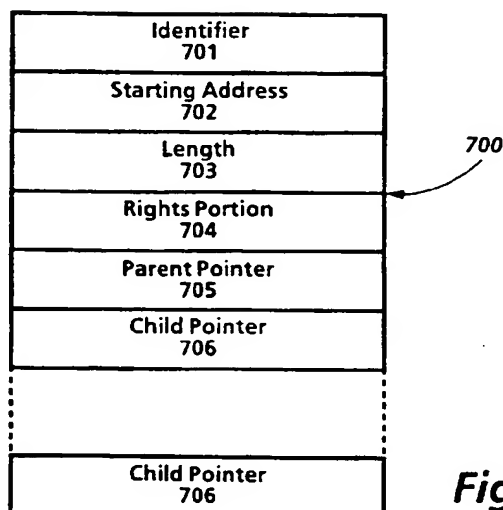 Identifier
701
Starting Address
702
Length
703
700
Rights Portion
704
Parent Pointer
705
Child Pointer
706
Child Pointer
706
Fig